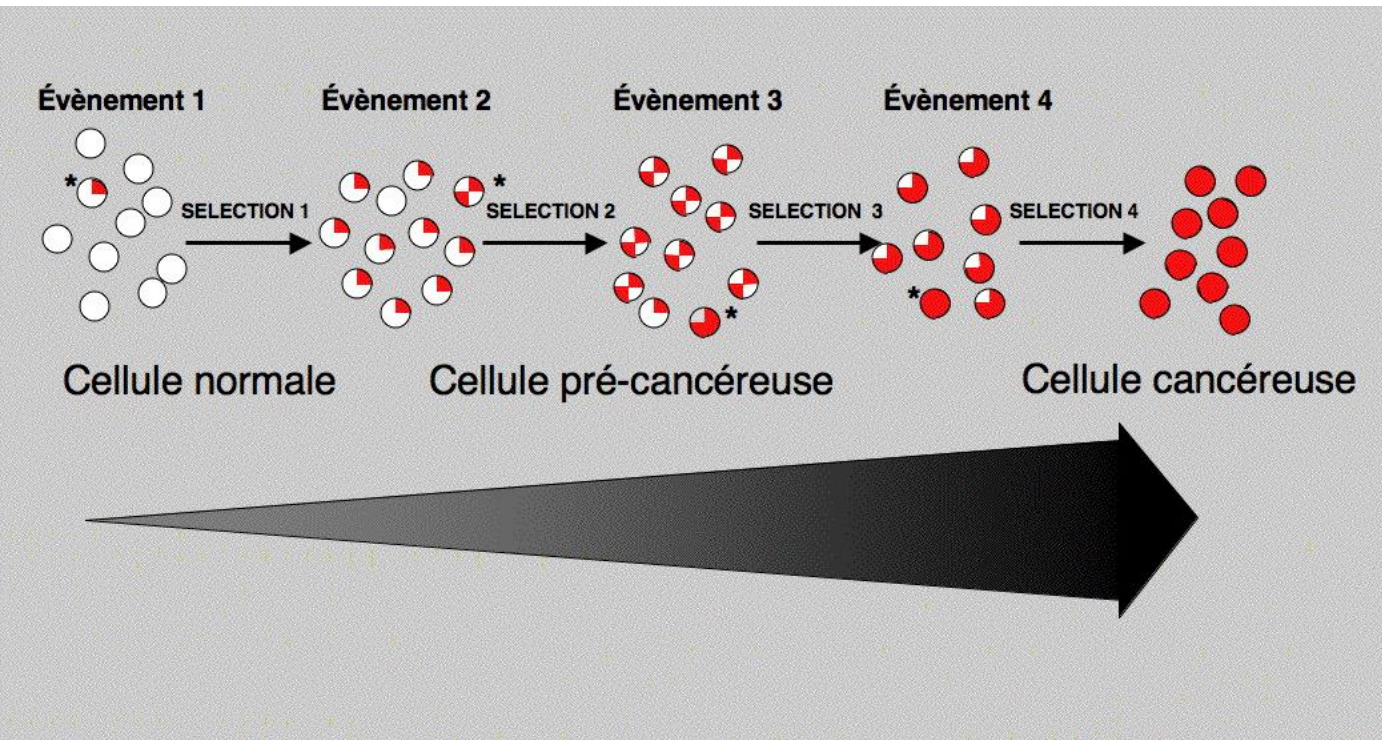 Évènement 1
Évènement 2
Évènement 3
Évènement 4
*
*
SELECTION 1
SELECTION 2
SELECTION 3
SELECTION 4
*
*
Cellule normale
Cellule pré-cancéreuse
Cellule cancéreuse